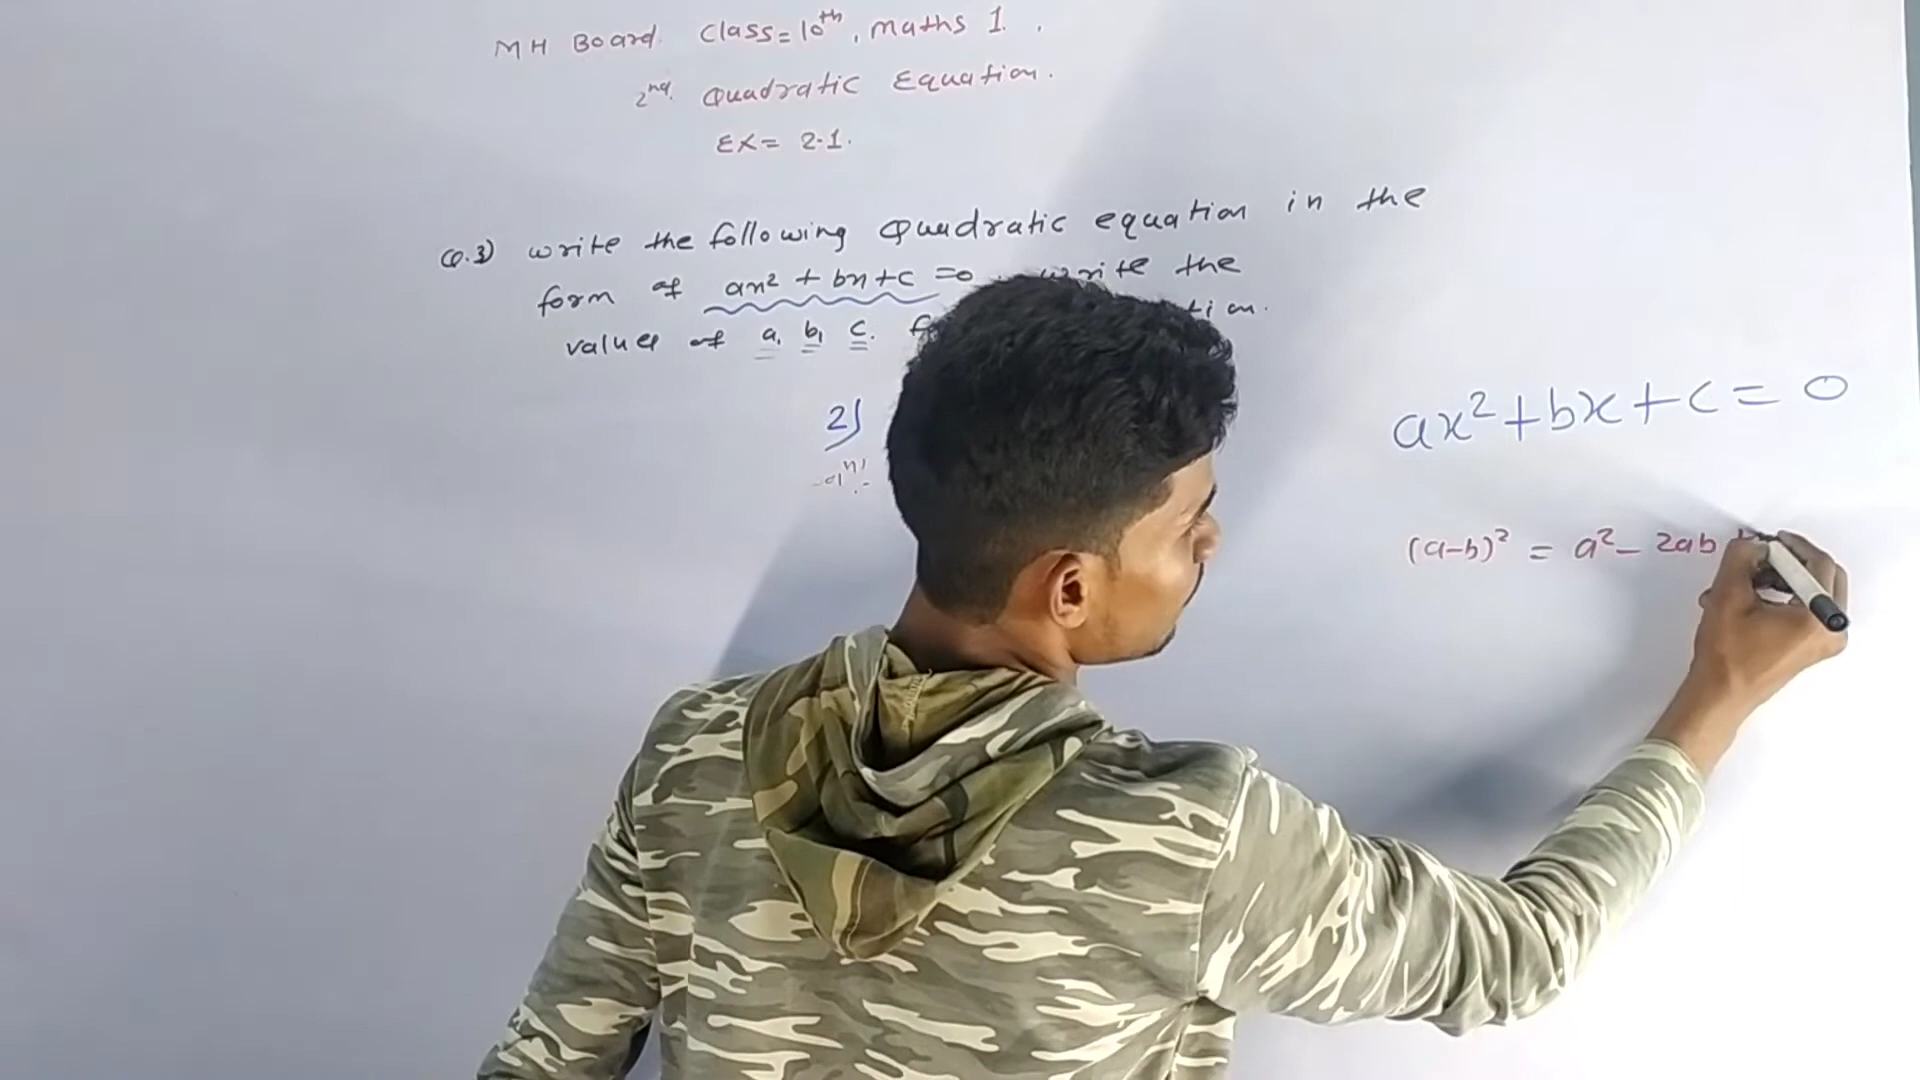 MH Board. Class = 10th, maths 1.
2nd. Quadratic Equation.
EX = 2.1.
Q.3) write the following Quadratic equation in the
form of ax² + bx + c = 0 write the
values of a, b, c.
2)
ax² + bx + c = 0
(a-b)² = a² - 2ab